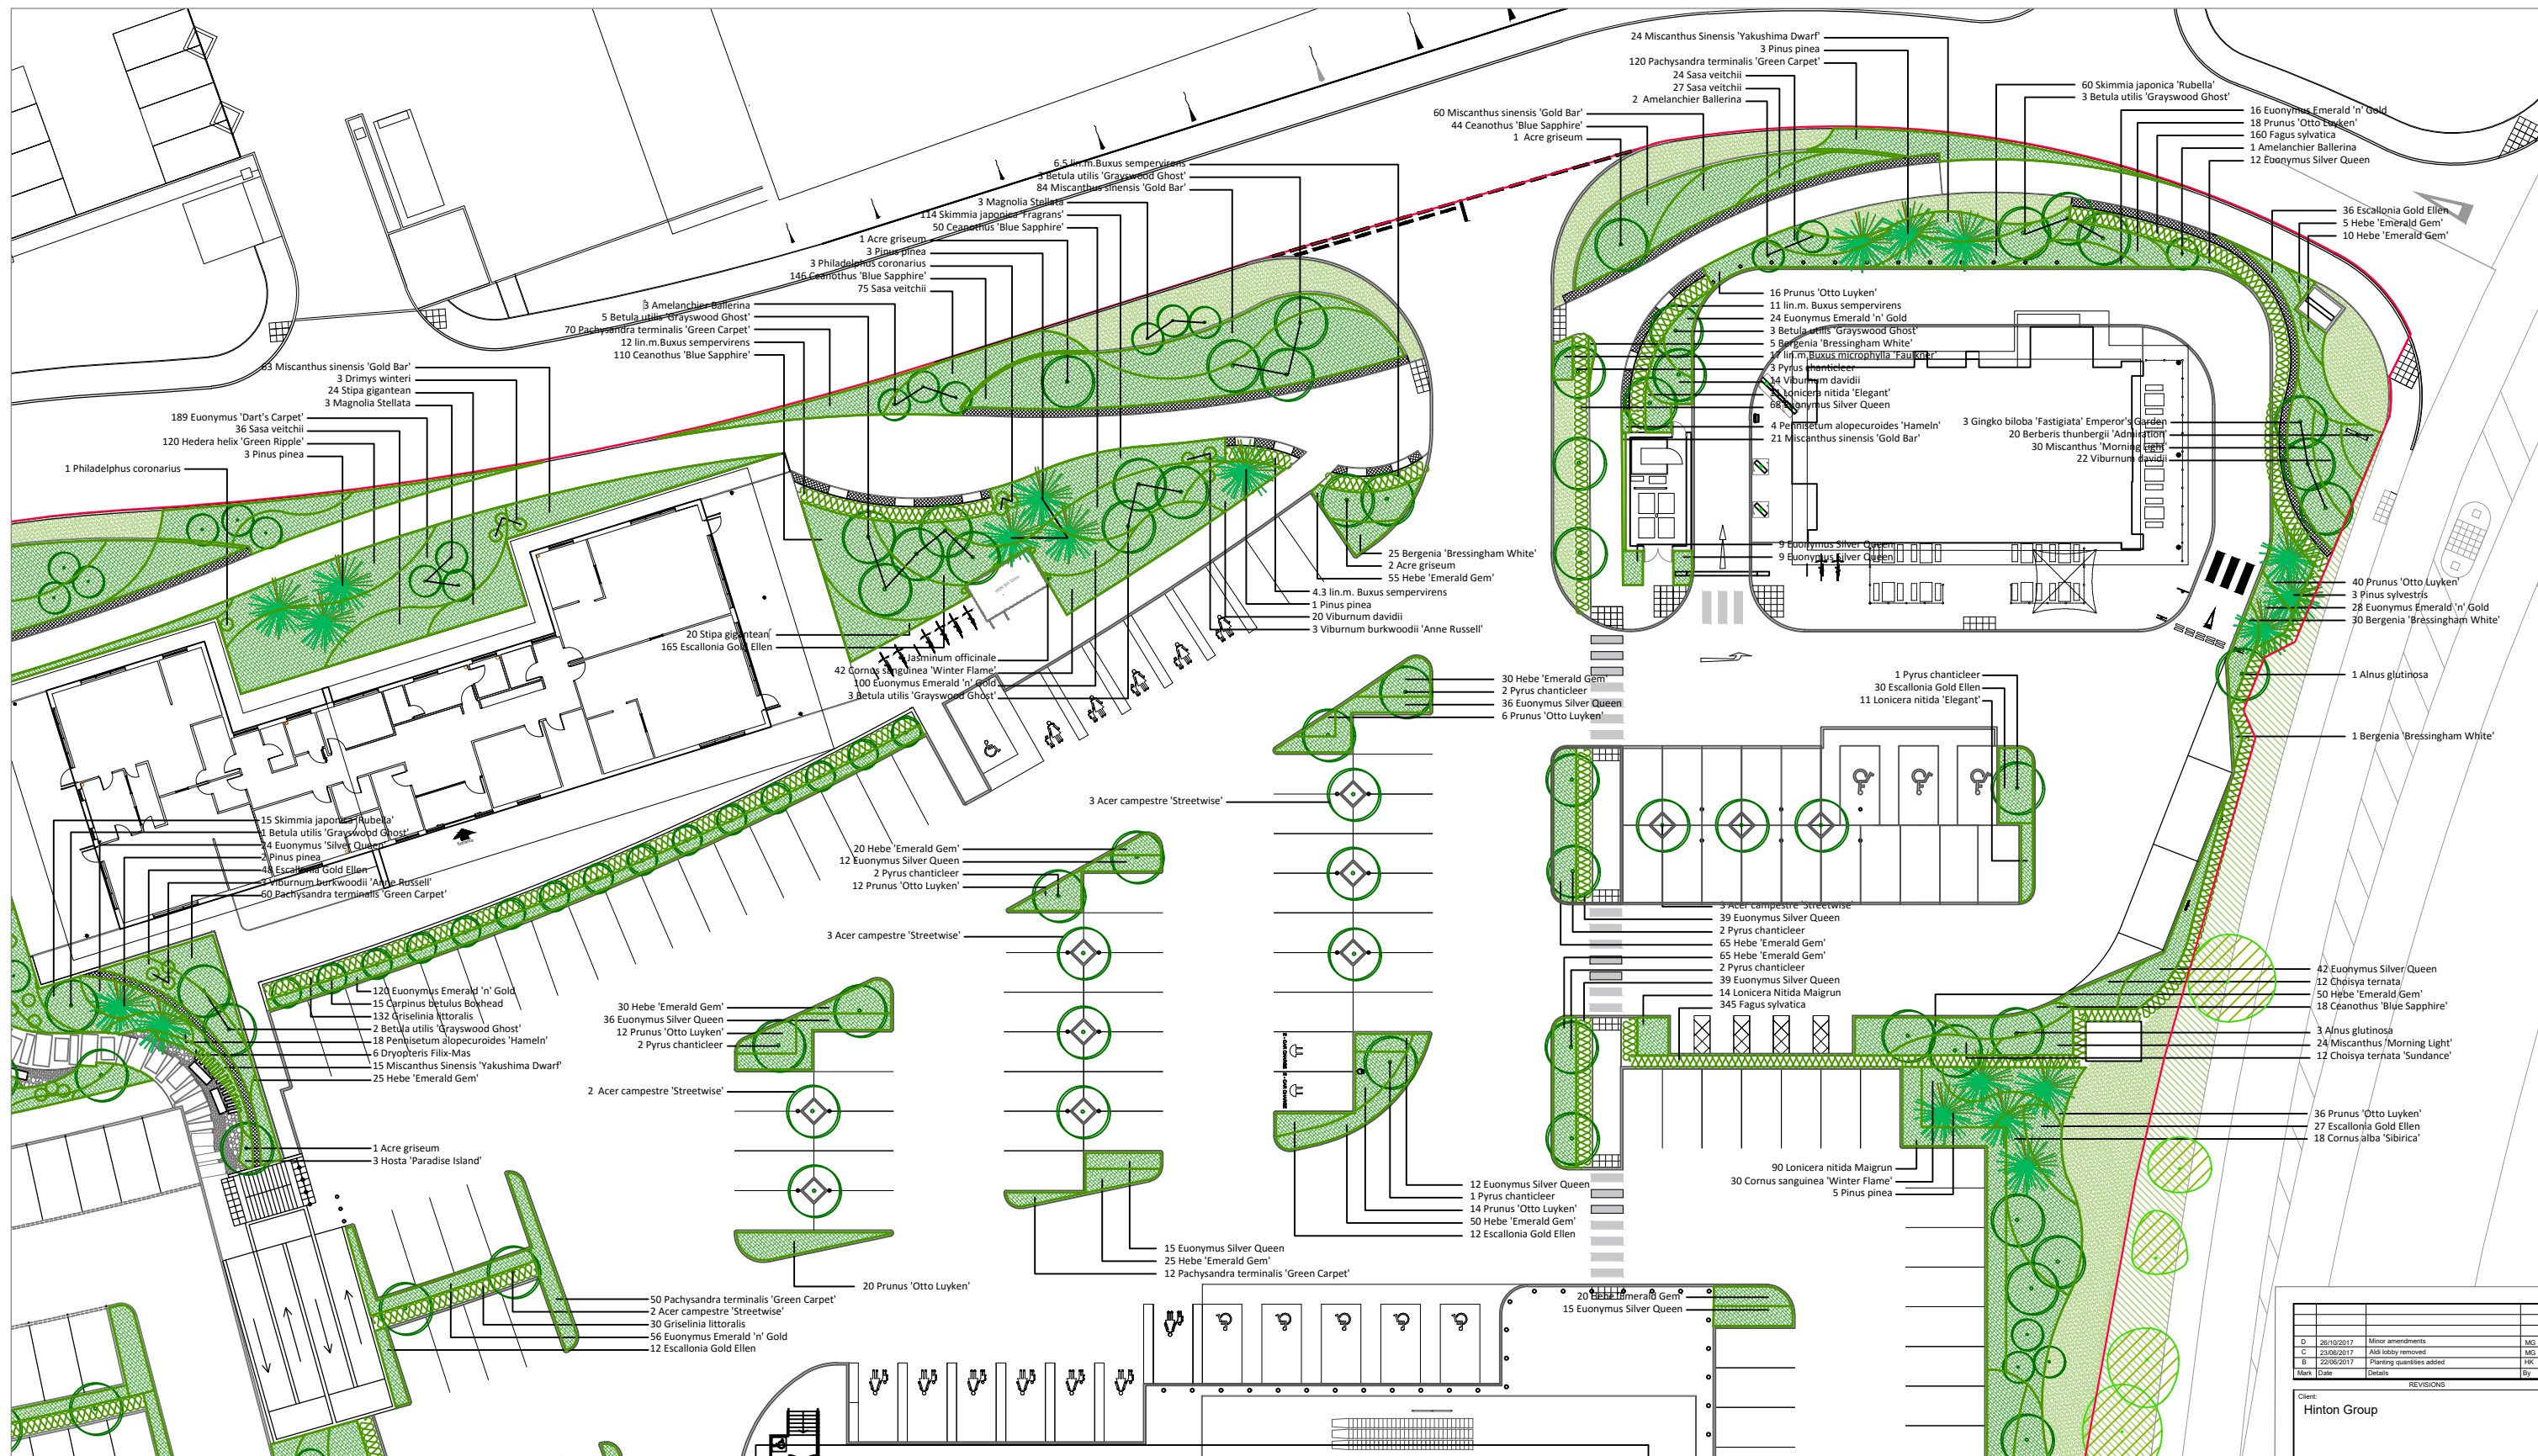 24 Miscanthus Sinensis 'Yakushima Dwarf'
3 Pinus pinea
120 Pachysandra terminalis 'Green Carpet'
24 Sasa veitchii
27 Sasa veitchii
2 Amelanchier Ballerina
60 Miscanthus sinensis 'Gold Bar'
44 Ceanothus 'Blue Sapphire'
1 Acre griseum
60 Skimmia japonica 'Rubella'
3 Betula utilis 'Grayswood Ghost'
16 Euonymus Emerald 'n' Gold
18 Prunus 'Otto Luyken'
160 Fagus sylvatica
1 Amelanchier Ballerina
12 Euonymus Silver Queen
36 Escallonia Gold Ellen
5 Hebe 'Emerald Gem'
10 Hebe 'Emerald Gem'
6.5 lin.m.Buxus sempervirens
3 Betula utilis 'Grayswood Ghost'
84 Miscanthus sinensis 'Gold Bar'
3 Magnolia Stellata
114 Skimmia japonica 'Fragrans'
50 Ceanothus 'Blue Sapphire'
1 Acre griseum
3 Pinus pinea
3 Philadelphus coronarius
146 Ceanothus 'Blue Sapphire'
75 Sasa veitchii
3 Amelanchier Ballerina
5 Betula utilis 'Grayswood Ghost'
70 Pachysandra terminalis 'Green Carpet'
12 lin.m.Buxus sempervirens
110 Ceanothus 'Blue Sapphire'
63 Miscanthus sinensis 'Gold Bar'
3 Drimys winteri
24 Stipa gigantean
3 Magnolia Stellata
189 Euonymus 'Dart's Carpet'
36 Sasa veitchii
120 Hedera helix 'Green Ripple'
3 Pinus pinea
1 Philadelphus coronarius
16 Prunus 'Otto Luyken'
11 lin.m. Buxus sempervirens
24 Euonymus Emerald 'n' Gold
3 Betula utilis 'Grayswood Ghost'
5 Bergenia 'Bressingham White'
17 lin.m.Buxus microphylla 'Faulkner'
3 Pyrus chanticleer
14 Viburnum davidii
Lonicera nitida 'Elegant'
68 Euonymus Silver Queen
4 Pennisetum alopecuroides 'Hameln'
21 Miscanthus sinensis 'Gold Bar'
3 Gingko biloba 'Fastigiata' Emperor's Garden
20 Berberis thunbergii 'Admiration'
30 Miscanthus 'Morning Light'
22 Viburnum davidii
9 Euonymus Silver Queen
9 Euonymus Silver Queen
25 Bergenia 'Bressingham White'
2 Acre griseum
55 Hebe 'Emerald Gem'
4.3 lin.m. Buxus sempervirens
1 Pinus pinea
20 Viburnum davidii
3 Viburnum burkwoodii 'Anne Russell'
20 Stipa gigantean
165 Escallonia Gold Ellen
Jasminum officinale
42 Cornus sanguinea 'Winter Flame'
100 Euonymus Emerald 'n' Gold
3 Betula utilis 'Grayswood Ghost'
40 Prunus 'Otto Luyken'
3 Pinus sylvestris
28 Euonymus Emerald 'n' Gold
30 Bergenia 'Bressingham White'
1 Alnus glutinosa
1 Bergenia 'Bressingham White'
30 Hebe 'Emerald Gem'
2 Pyrus chanticleer
36 Euonymus Silver Queen
6 Prunus 'Otto Luyken'
1 Pyrus chanticleer
30 Escallonia Gold Ellen
11 Lonicera nitida 'Elegant'
3 Acer campestre 'Streetwise'
20 Hebe 'Emerald Gem'
12 Euonymus Silver Queen
2 Pyrus chanticleer
12 Prunus 'Otto Luyken'
3 Acer campestre 'Streetwise'
15 Skimmia japonica 'Rubella'
1 Betula utilis 'Grayswood Ghost'
24 Euonymus 'Silver Queen'
2 Pinus pinea
48 Escallonia Gold Ellen
3 Viburnum burkwoodii 'Anne Russell'
60 Pachysandra terminalis 'Green Carpet'
3 Acer campestre 'Streetwise'
39 Euonymus Silver Queen
2 Pyrus chanticleer
65 Hebe 'Emerald Gem'
65 Hebe 'Emerald Gem'
2 Pyrus chanticleer
39 Euonymus Silver Queen
14 Lonicera Nitida Maigrun
345 Fagus sylvatica
42 Euonymus Silver Queen
12 Choisya ternata
50 Hebe 'Emerald Gem'
18 Ceanothus 'Blue Sapphire'
3 Alnus glutinosa
24 Miscanthus 'Morning Light'
12 Choisya ternata 'Sundance'
120 Euonymus Emerald 'n' Gold
15 Carpinus betulus Boxhead
132 Griselinia littoralis
2 Betula utilis 'Grayswood Ghost'
18 Pennisetum alopecuroides 'Hameln'
6 Dryopteris Filix-Mas
15 Miscanthus Sinensis 'Yakushima Dwarf'
25 Hebe 'Emerald Gem'
30 Hebe 'Emerald Gem'
36 Euonymus Silver Queen
12 Prunus 'Otto Luyken'
2 Pyrus chanticleer
2 Acer campestre 'Streetwise'
36 Prunus 'Otto Luyken'
27 Escallonia Gold Ellen
18 Cornus alba 'Sibirica'
1 Acre griseum
3 Hosta 'Paradise Island'
90 Lonicera nitida Maigrun
30 Cornus sanguinea 'Winter Flame'
5 Pinus pinea
12 Euonymus Silver Queen
1 Pyrus chanticleer
14 Prunus 'Otto Luyken'
50 Hebe 'Emerald Gem'
12 Escallonia Gold Ellen
15 Euonymus Silver Queen
25 Hebe 'Emerald Gem'
12 Pachysandra terminalis 'Green Carpet'
20 Prunus 'Otto Luyken'
50 Pachysandra terminalis 'Green Carpet'
2 Acer campestre 'Streetwise'
30 Griselinia littoralis
56 Euonymus Emerald 'n' Gold
12 Escallonia Gold Ellen
20 Hebe 'Emerald Gem'
15 Euonymus Silver Queen
D 26/10/2017 Minor amendments MG
C 23/06/2017 Aldi lobby removed MG
B 22/06/2017 Planting quantities added HK
Mark Date Details By
REVISIONS
Client:
Hinton Group